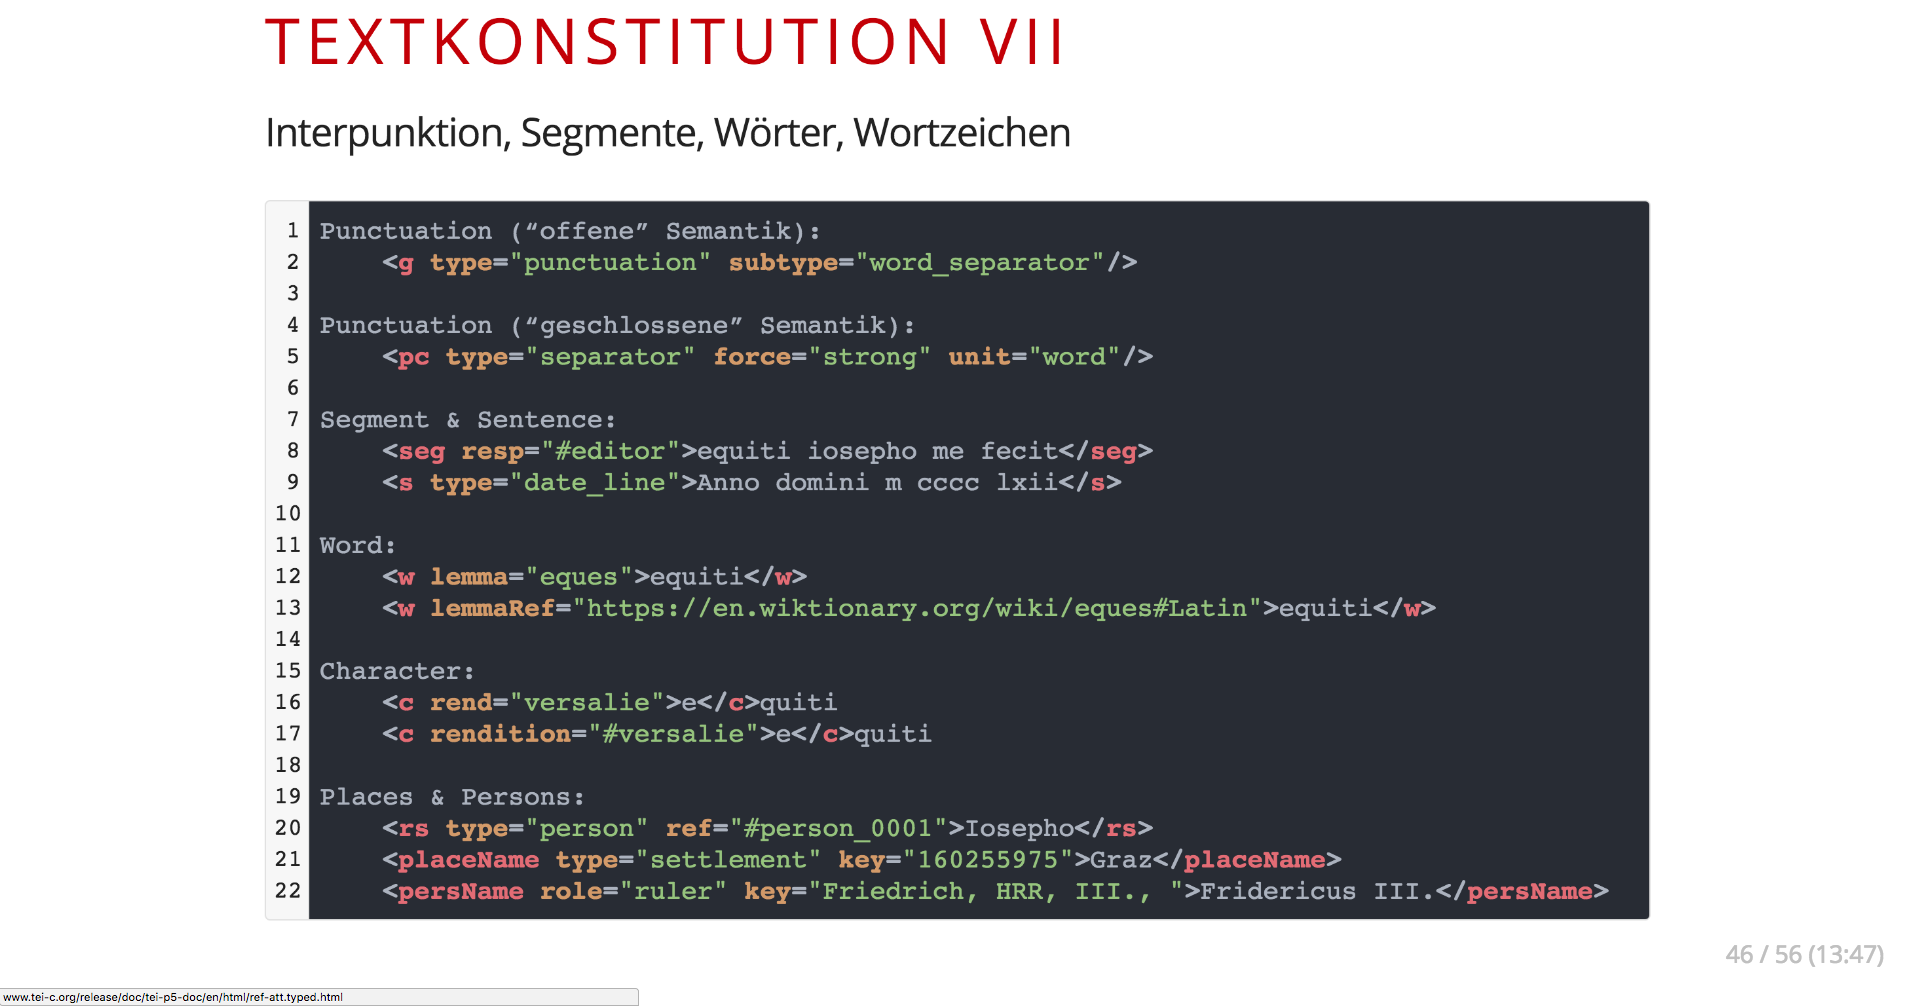 TEXTKONSTITUTION VII
Interpunktion, Segmente, Wörter, Wortzeichen
1 Punctuation (“offene” Semantik):
2     <g type="punctuation" subtype="word_separator"/>
3
4 Punctuation (“geschlossene” Semantik):
5     <pc type="separator" force="strong" unit="word"/>
6
7 Segment & Sentence:
8     <seg resp="#editor">equiti iosepho me fecit</seg>
9     <s type="date_line">Anno domini m cccc lxii</s>
10
11 Word:
12     <w lemma="eques">equiti</w>
13     <w lemmaRef="https://en.wiktionary.org/wiki/eques#Latin">equiti</w>
14
15 Character:
16     <c rend="versalie">e</c>quiti
17     <c rendition="#versalie">e</c>quiti
18
19 Places & Persons:
20     <rs type="person" ref="#person_0001">Iosepho</rs>
21     <placeName type="settlement" key="160255975">Graz</placeName>
22     <persName role="ruler" key="Friedrich, HRR, III., ">Fridericus III.</persName>
46 / 56 (13:47)
www.tei-c.org/release/doc/tei-p5-doc/en/html/ref-att.typed.html